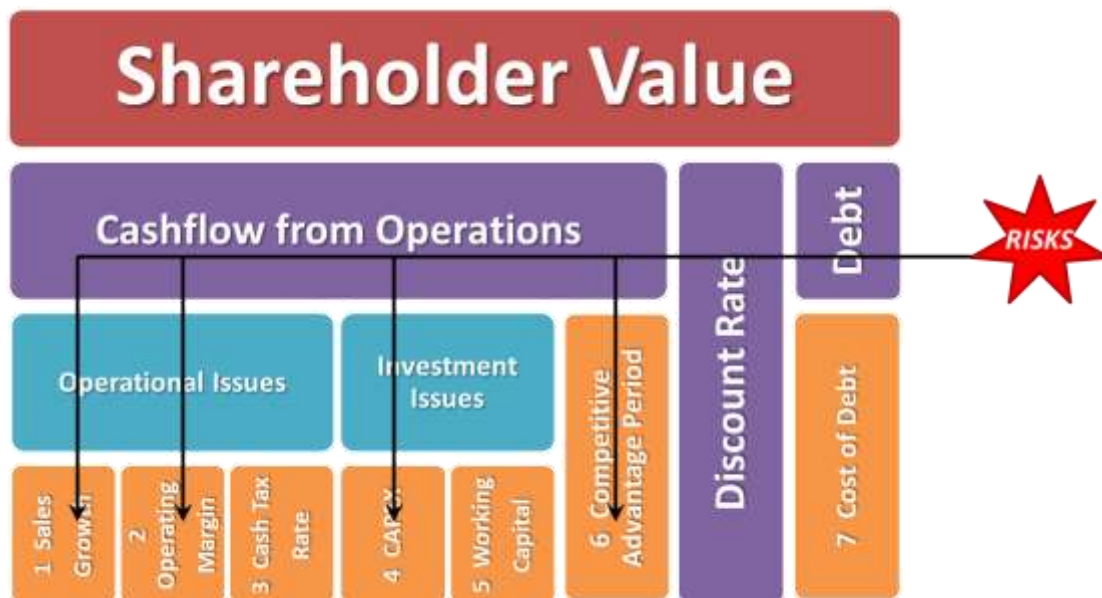 Shareholder Value
Cashflow from Operations
Discount Rate
Debt
RISKS
Operational Issues
Investment
Issues
1 Sales
Growth
2
Operating
Margin
3 Cash Tax
Rate
4 CAPEX
5 Working
Capital
6 Competitive
Advantage Period
7 Cost of Debt